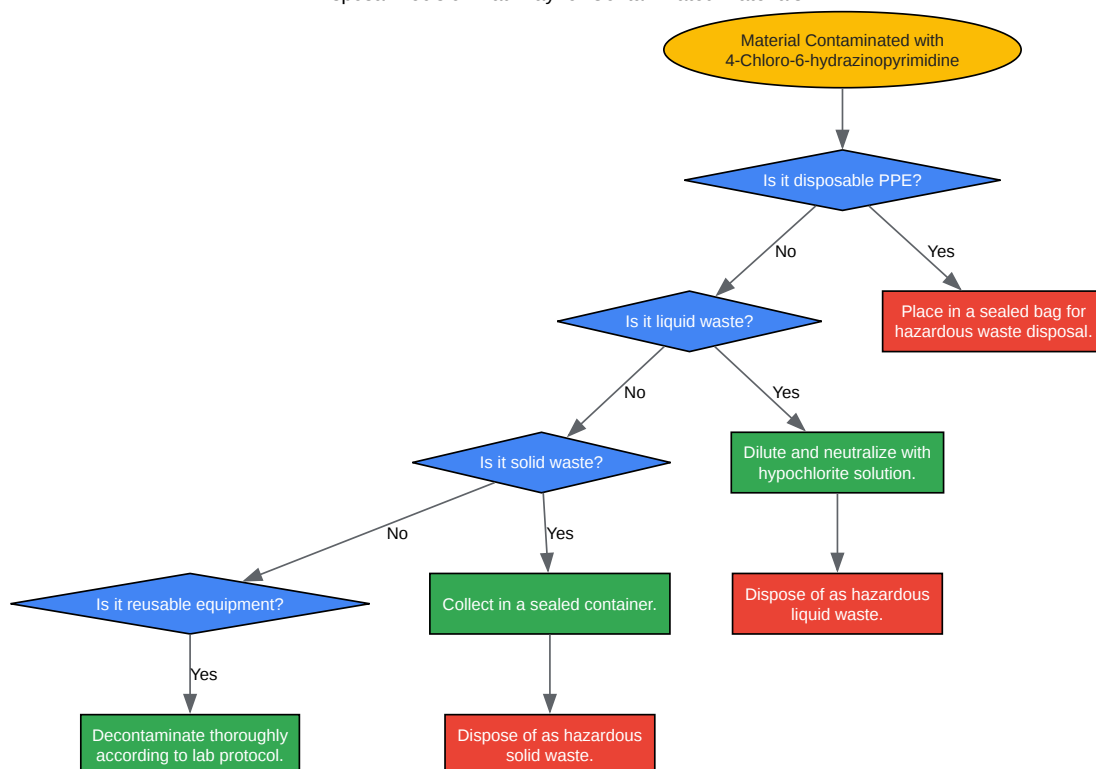 Material Contaminated with
4-Chloro-6-hydrazinopyrimidine
Is it disposable PPE?
No
Yes
Is it liquid waste?
Place in a sealed bag for
hazardous waste disposal.
No
Yes
Is it solid waste?
Dilute and neutralize with
hypochlorite solution.
No
Yes
Is it reusable equipment?
Collect in a sealed container.
Dispose of as hazardous
liquid waste.
Yes
Decontaminate thoroughly
according to lab protocol.
Dispose of as hazardous
solid waste.